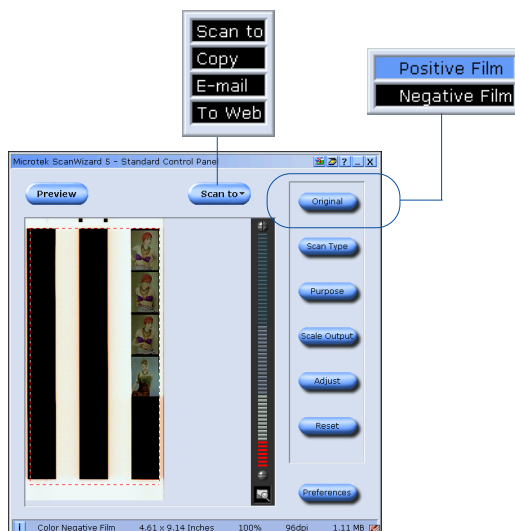 Scan to
Copy
E-mail
To Web
Positive Film
Negative Film
Microtek ScanWizard 5 - Standard Control Panel
Preview
Scan to
Original
Scan Type
Purpose
Scale Output
Adjust
Reset
Preferences
Color Negative Film 4.61 x 9.14 Inches 100% 96dpi 1.11 MB